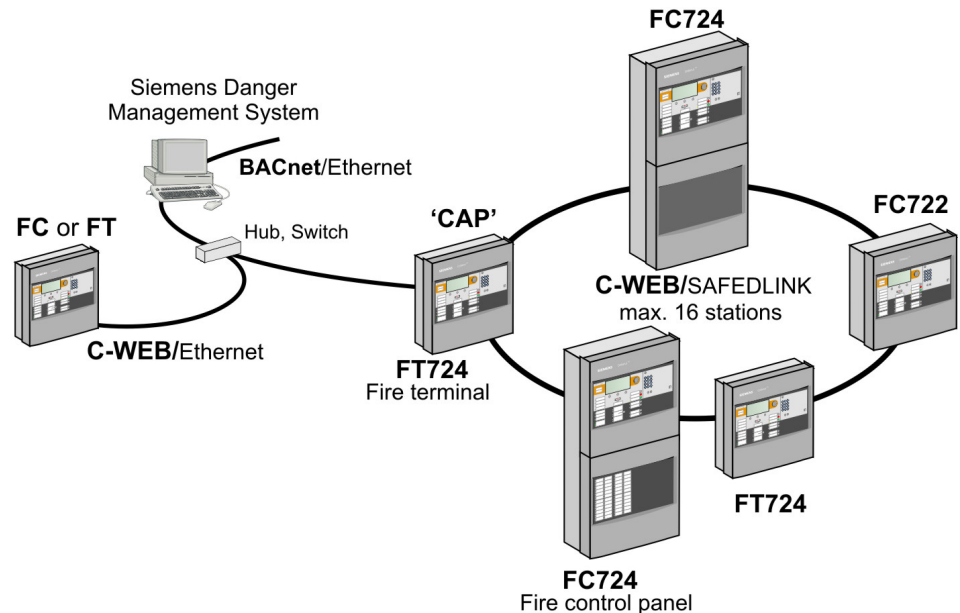 FC724
Siemens Danger
Management System
BACnet/Ethernet
FC or FT
Hub, Switch
‘CAP’
FC722
C-WEB/SAFEDLINK
max. 16 stations
C-WEB/Ethernet
FT724
Fire terminal
FT724
FC724
Fire control panel